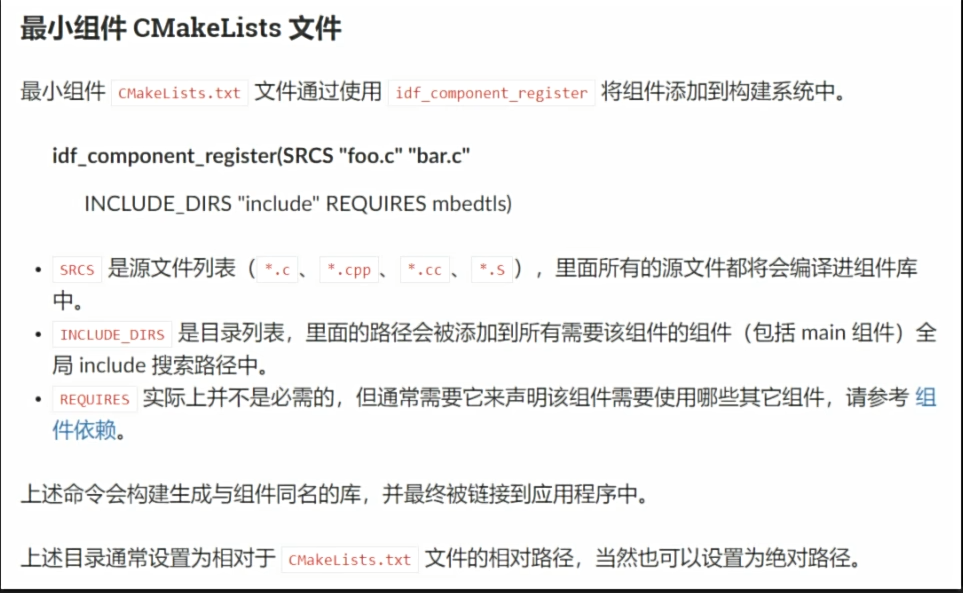 最小组件 CMakeLists 文件
最小组件 CMakeLists.txt 文件通过使用 idf_component_register 将组件添加到构建系统中。
idf_component_register(SRCS "foo.c" "bar.c"
INCLUDE_DIRS "include" REQUIRES mbedtls)
• SRCS 是源文件列表（*.c、*.cpp、*.cc、*.S），里面所有的源文件都将会编译进组件库
中。
• INCLUDE_DIRS 是目录列表，里面的路径会被添加到所有需要该组件的组件（包括 main 组件）全
局 include 搜索路径中。
• REQUIRES 实际上并不是必需的，但通常需要它来声明该组件需要使用哪些其它组件，请参考 组
件依赖。
上述命令会构建生成与组件同名的库，并最终被链接到应用程序中。
上述目录通常设置为相对于 CMakeLists.txt 文件的相对路径，当然也可以设置为绝对路径。